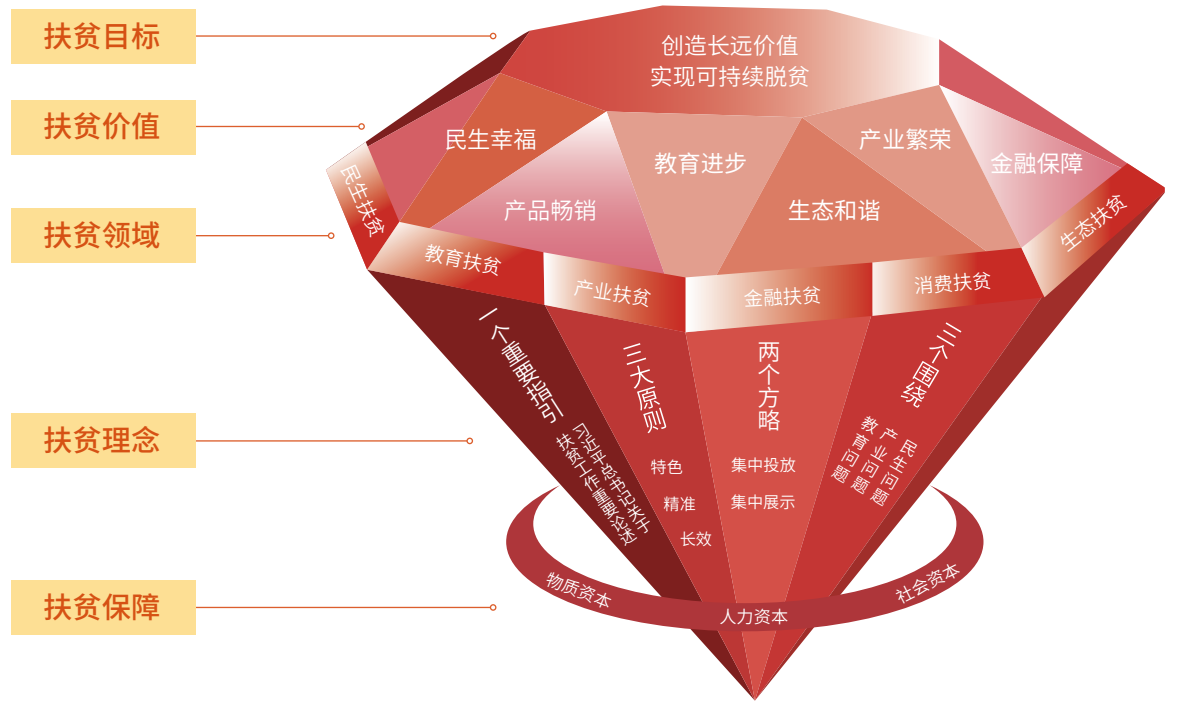 扶贫目标
创造长远价值
实现可持续脱贫
扶贫价值
民生幸福
产品畅销
教育进步
生态和谐
产业繁荣
金融保障
扶贫领域
民生扶贫
教育扶贫
产业扶贫
金融扶贫
消费扶贫
生态扶贫
扶贫理念
一个重要指引
习近平总书记关于
扶贫工作重要论述
三大原则
特色
精准
长效
两个方略
集中投放
集中展示
三个围绕
民生问题
产业问题
教育问题
扶贫保障
物质资本
人力资本
社会资本